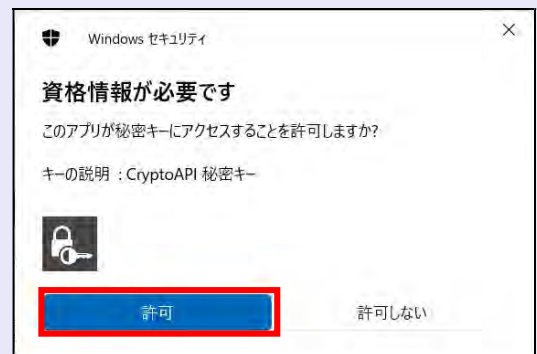 Windows セキュリティ
資格情報が必要です
このアプリが秘密キーにアクセスすることを許可しますか?
キーの説明 : CryptoAPI 秘密キー
許可 許可しない